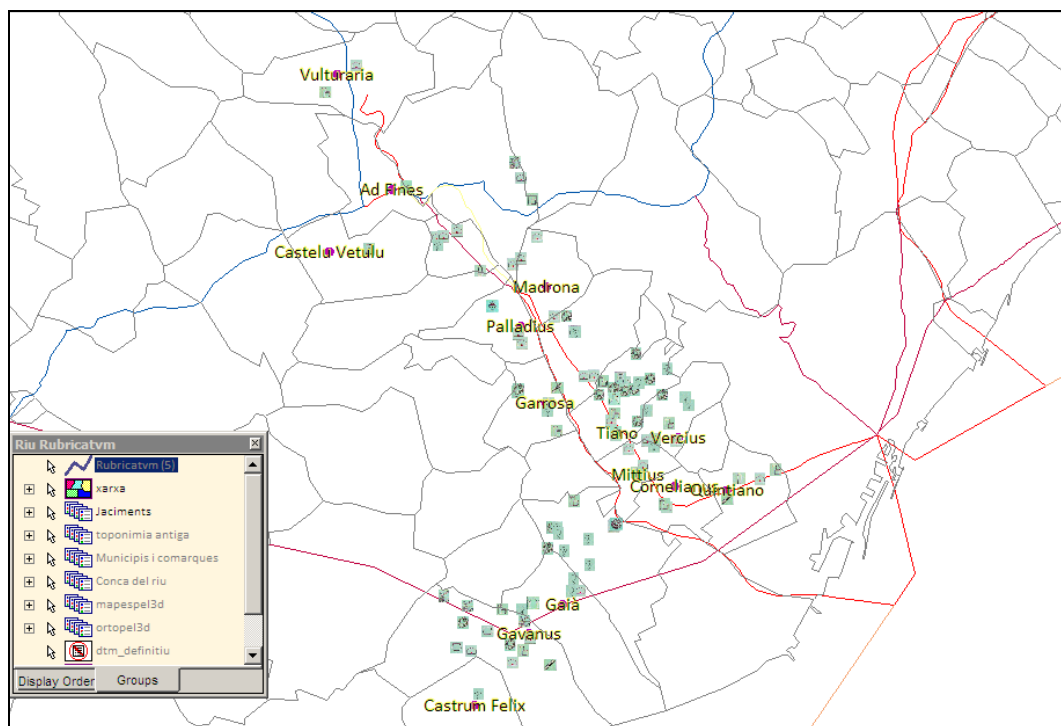 Vulturaria
Ad Fines
Castelu Vetulu
Madrona
Palladius
Garrosa
Tiano
Vercius
Mittius
Cornelianus
Quintiano
Gaià
Gavanus
Castrum Felix
Riu Rubricatvm
Rubricatvm (5)
xarxa
Jaciments
toponimia antiga
Municipis i comarques
Conca del riu
mapespel3d
ortopel3d
dtm_definitiu
Display Order
Groups